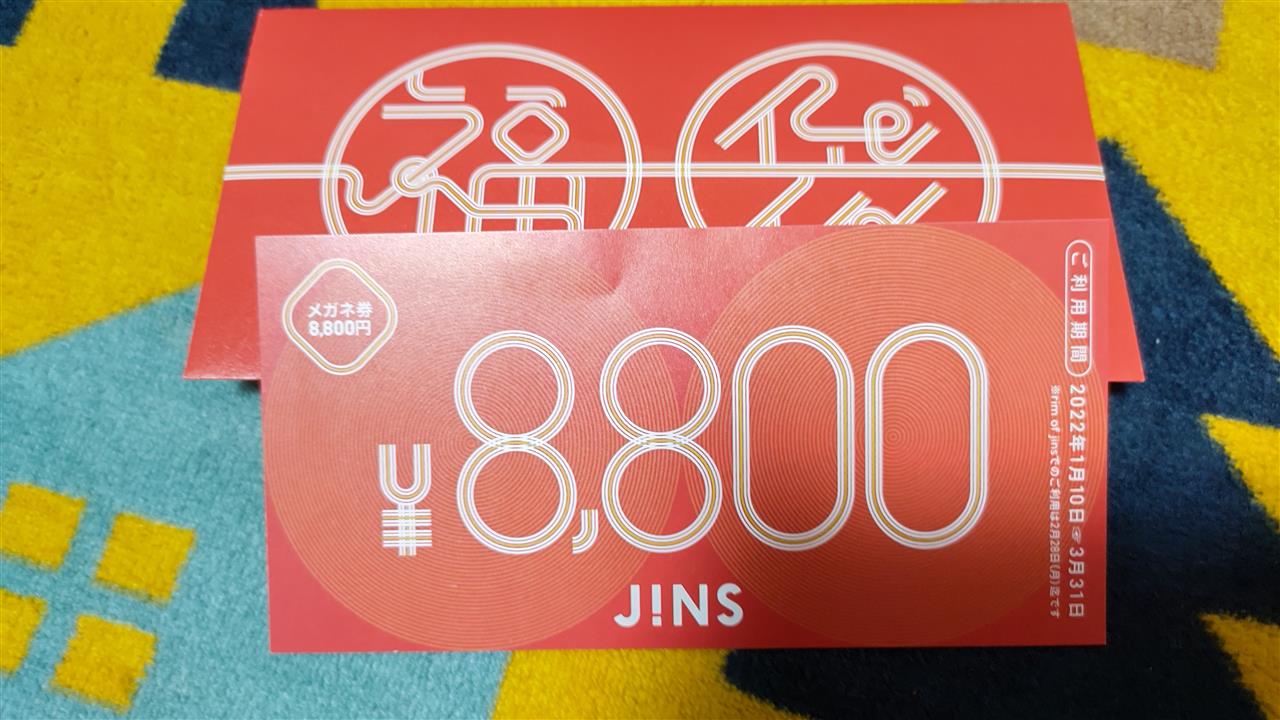 福袋
メガネ券
8,800円
¥8,800
JINS
ご利用期間 2022年1月10日☞3月31日
※rim of jinsでのご利用は2月28日(月)迄です